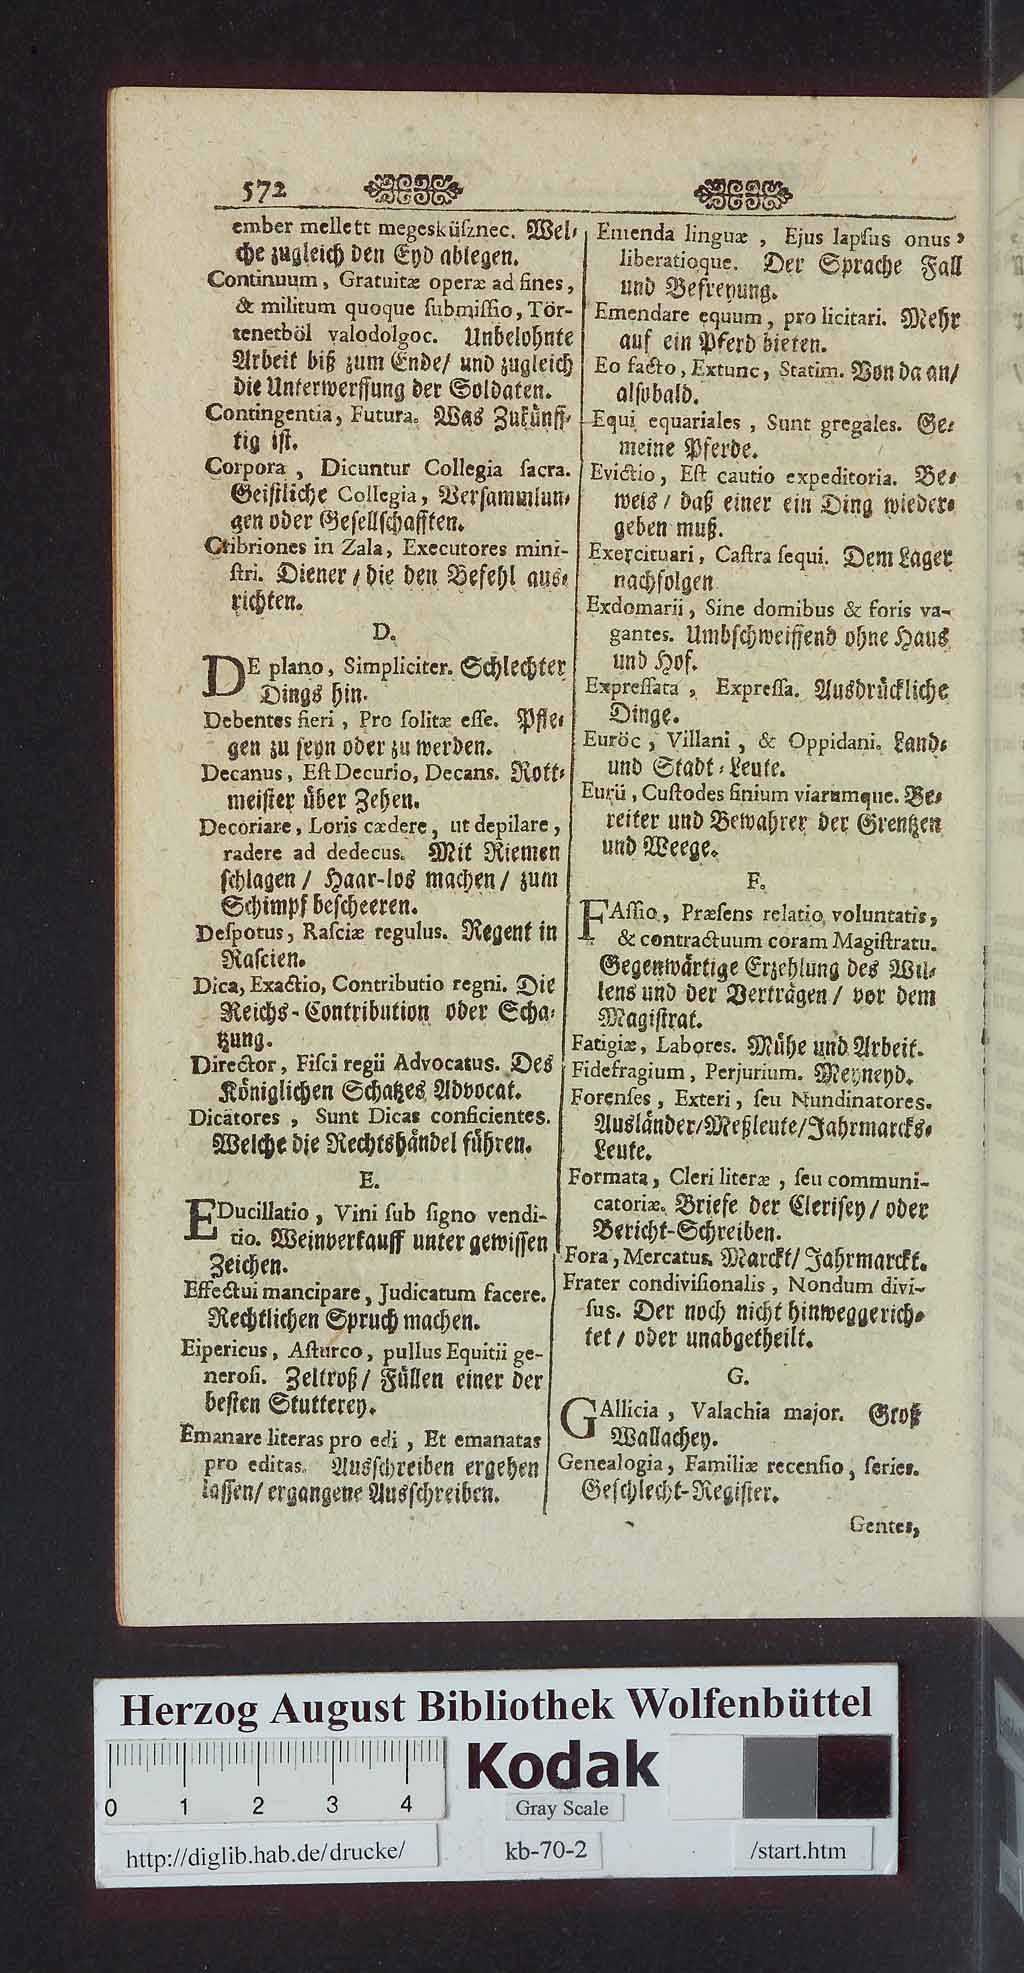 572
ember mellett megesküſznec. Wel⸗
che zugleich den Eyd ablegen.
Continuum, Gratuitæ operæ ad fines,
& militum quoque ſubmiſſio, Tör-
tenetböl valodolgoc. Unbelohnte
Arbeit biß zum Ende/ und zugleich
die Unterwerffung der Soldaten.
Contingentia, Futura. Was Zukünff⸗
tig iſt.
Corpora, Dicuntur Collegia ſacra.
Geiſtliche Collegia, Verſammlun⸗
gen oder Geſellſchafften.
Ctibriones in Zala, Executores mini-
ſtri. Diener/ die den Befehl aus⸗
richten.
D.
DE plano, Simpliciter. Schlechter
Dings hin.
Debentes fieri, Pro ſolitæ eſſe. Pfle⸗
gen zu ſeyn oder zu werden.
Decanus, Eſt Decurio, Decans. Rott⸗
meiſter über Zehen.
Decoriare, Loris cædere, ut depilare,
radere ad dedecus. Mit Riemen
ſchlagen/ Haar-los machen/ zum
Schimpf beſcheeren.
Deſpotus, Raſciæ regulus. Regent in
Raſcien.
Dica, Exactio, Contributio regni. Die
Reichs-Contribution oder Scha⸗
tzung.
Director, Fiſci regii Advocatus. Des
Königlichen Schatzes Advocat.
Dicatores, Sunt Dicas conficientes.
Welche die Rechtshändel führen.
E.
EDucillatio, Vini ſub ſigno vendi-
tio. Weinverkauff unter gewiſſen
Zeichen.
Effectui mancipare, Judicatum facere.
Rechtlichen Spruch machen.
Eipericus, Aſturco, pullus Equitii ge-
neroſi. Zeltroß/ Füllen einer der
beſten Stutterey.
Emanare literas pro edi, Et emanatas
pro editas. Ausſchreiben ergehen
laſſen/ ergangene Ausſchreiben.
Emenda linguæ, Ejus lapſus onus,
liberatioque. Der Sprache Fall
und Befreyung.
Emendare equum, pro licitari. Mehr
auf ein Pferd bieten.
Eo facto, Extunc, Statim. Von da an/
alſobald.
Equi equariales, Sunt gregales. Ge⸗
meine Pferde.
Evictio, Eſt cautio expeditoria. Be⸗
weis/ daß einer ein Ding wieder⸗
geben muß.
Exercituari, Caſtra ſequi. Dem Lager
nachfolgen
Exdomarii, Sine domibus & foris va-
gantes. Umbſchweiffend ohne Haus
und Hof.
Expreſſata, Expreſſa. Ausdrückliche
Dinge.
Euröc, Villani, & Oppidani. Land⸗
und Stadt⸗Leute.
Eurü, Cuſtodes finium viarumque. Be⸗
reiter und Bewahrer der Grentzen
und Weege.
F.
FAſſio, Præſens relatio voluntatis,
& contractuum coram Magiſtratu.
Gegenwärtige Erzehlung des Wil⸗
lens und der Verträgen/ vor dem
Magiſtrat.
Fatigiæ, Labores. Mühe und Arbeit.
Fidefragium, Perjurium. Meyneyd.
Forenſes, Exteri, ſeu Nundinatores.
Ausländer/Meßleute/Jahrmarcks⸗
Leute.
Formata, Cleri literæ, ſeu communi-
catoriæ. Briefe der Cleriſey/ oder
Bericht-Schreiben.
Fora, Mercatus. Marckt/ Jahrmarckt.
Frater condiviſionalis, Nondum divi-
ſus. Der noch nicht hinweggerich⸗
tet/ oder unabgetheilt.
G.
GAllicia, Valachia major. Groß
Wallachey.
Genealogia, Familiæ recenſio, ſeries.
Geſchlecht-Regiſter.
Gentes,
Herzog August Bibliothek Wolfenbüttel
0 1 2 3 4
Kodak
Gray Scale
http://diglib.hab.de/drucke/
kb-70-2
/start.htm